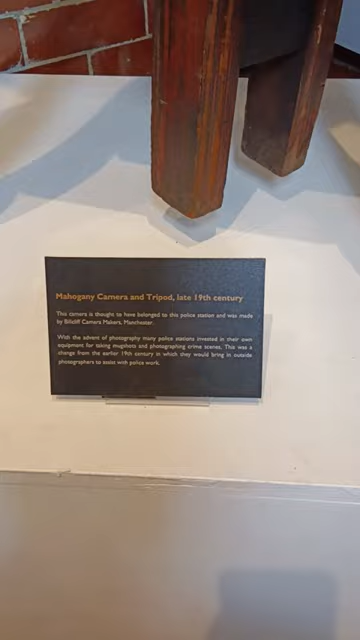 Mahogany Camera and Tripod, late 19th century
This camera is thought to have belonged to this police station and was made
by Billcliff Camera Makers, Manchester.
With the advent of photography many police stations invested in their own
equipment for taking mugshots and photographing crime scenes. This was a
change from the earlier 19th century in which they would bring in outside
photographers to assist with police work.